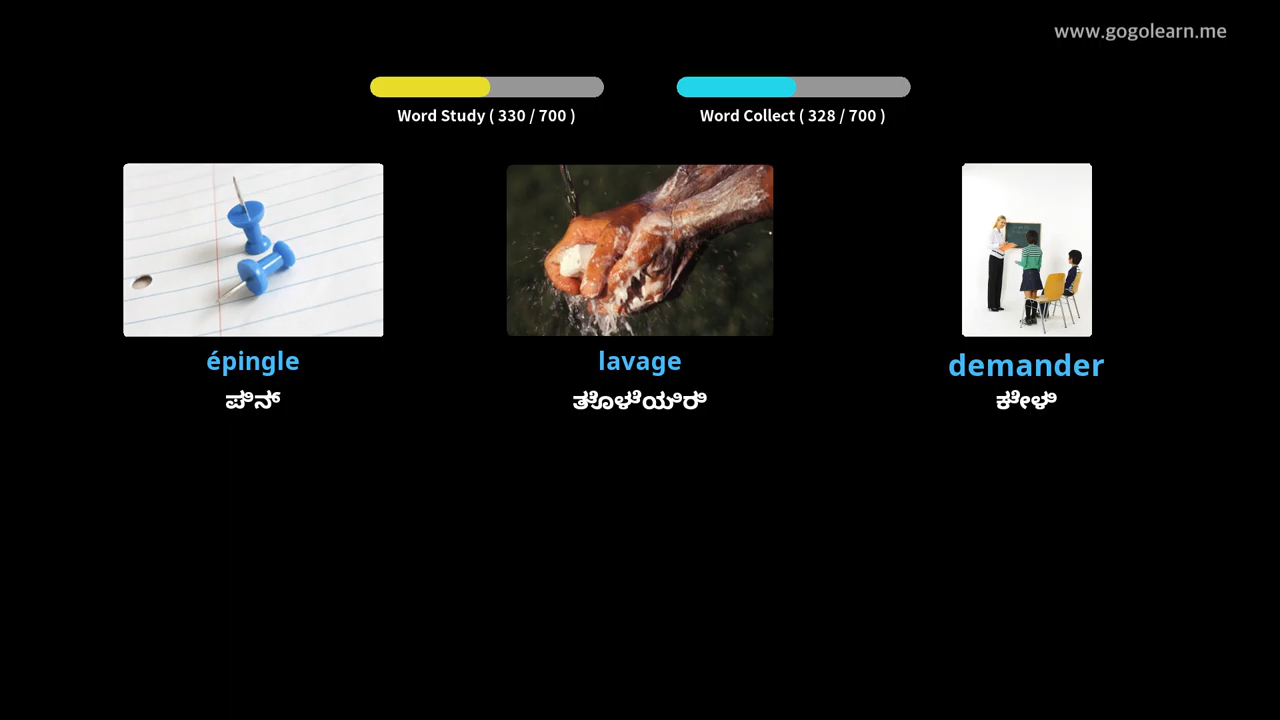 www.gogolearn.me
Word Study ( 330 / 700 )
Word Collect ( 328 / 700 )
épingle
lavage
demander
ಪಿನ್
ತೊಳೆಯಿರಿ
ಕೇಳಿ